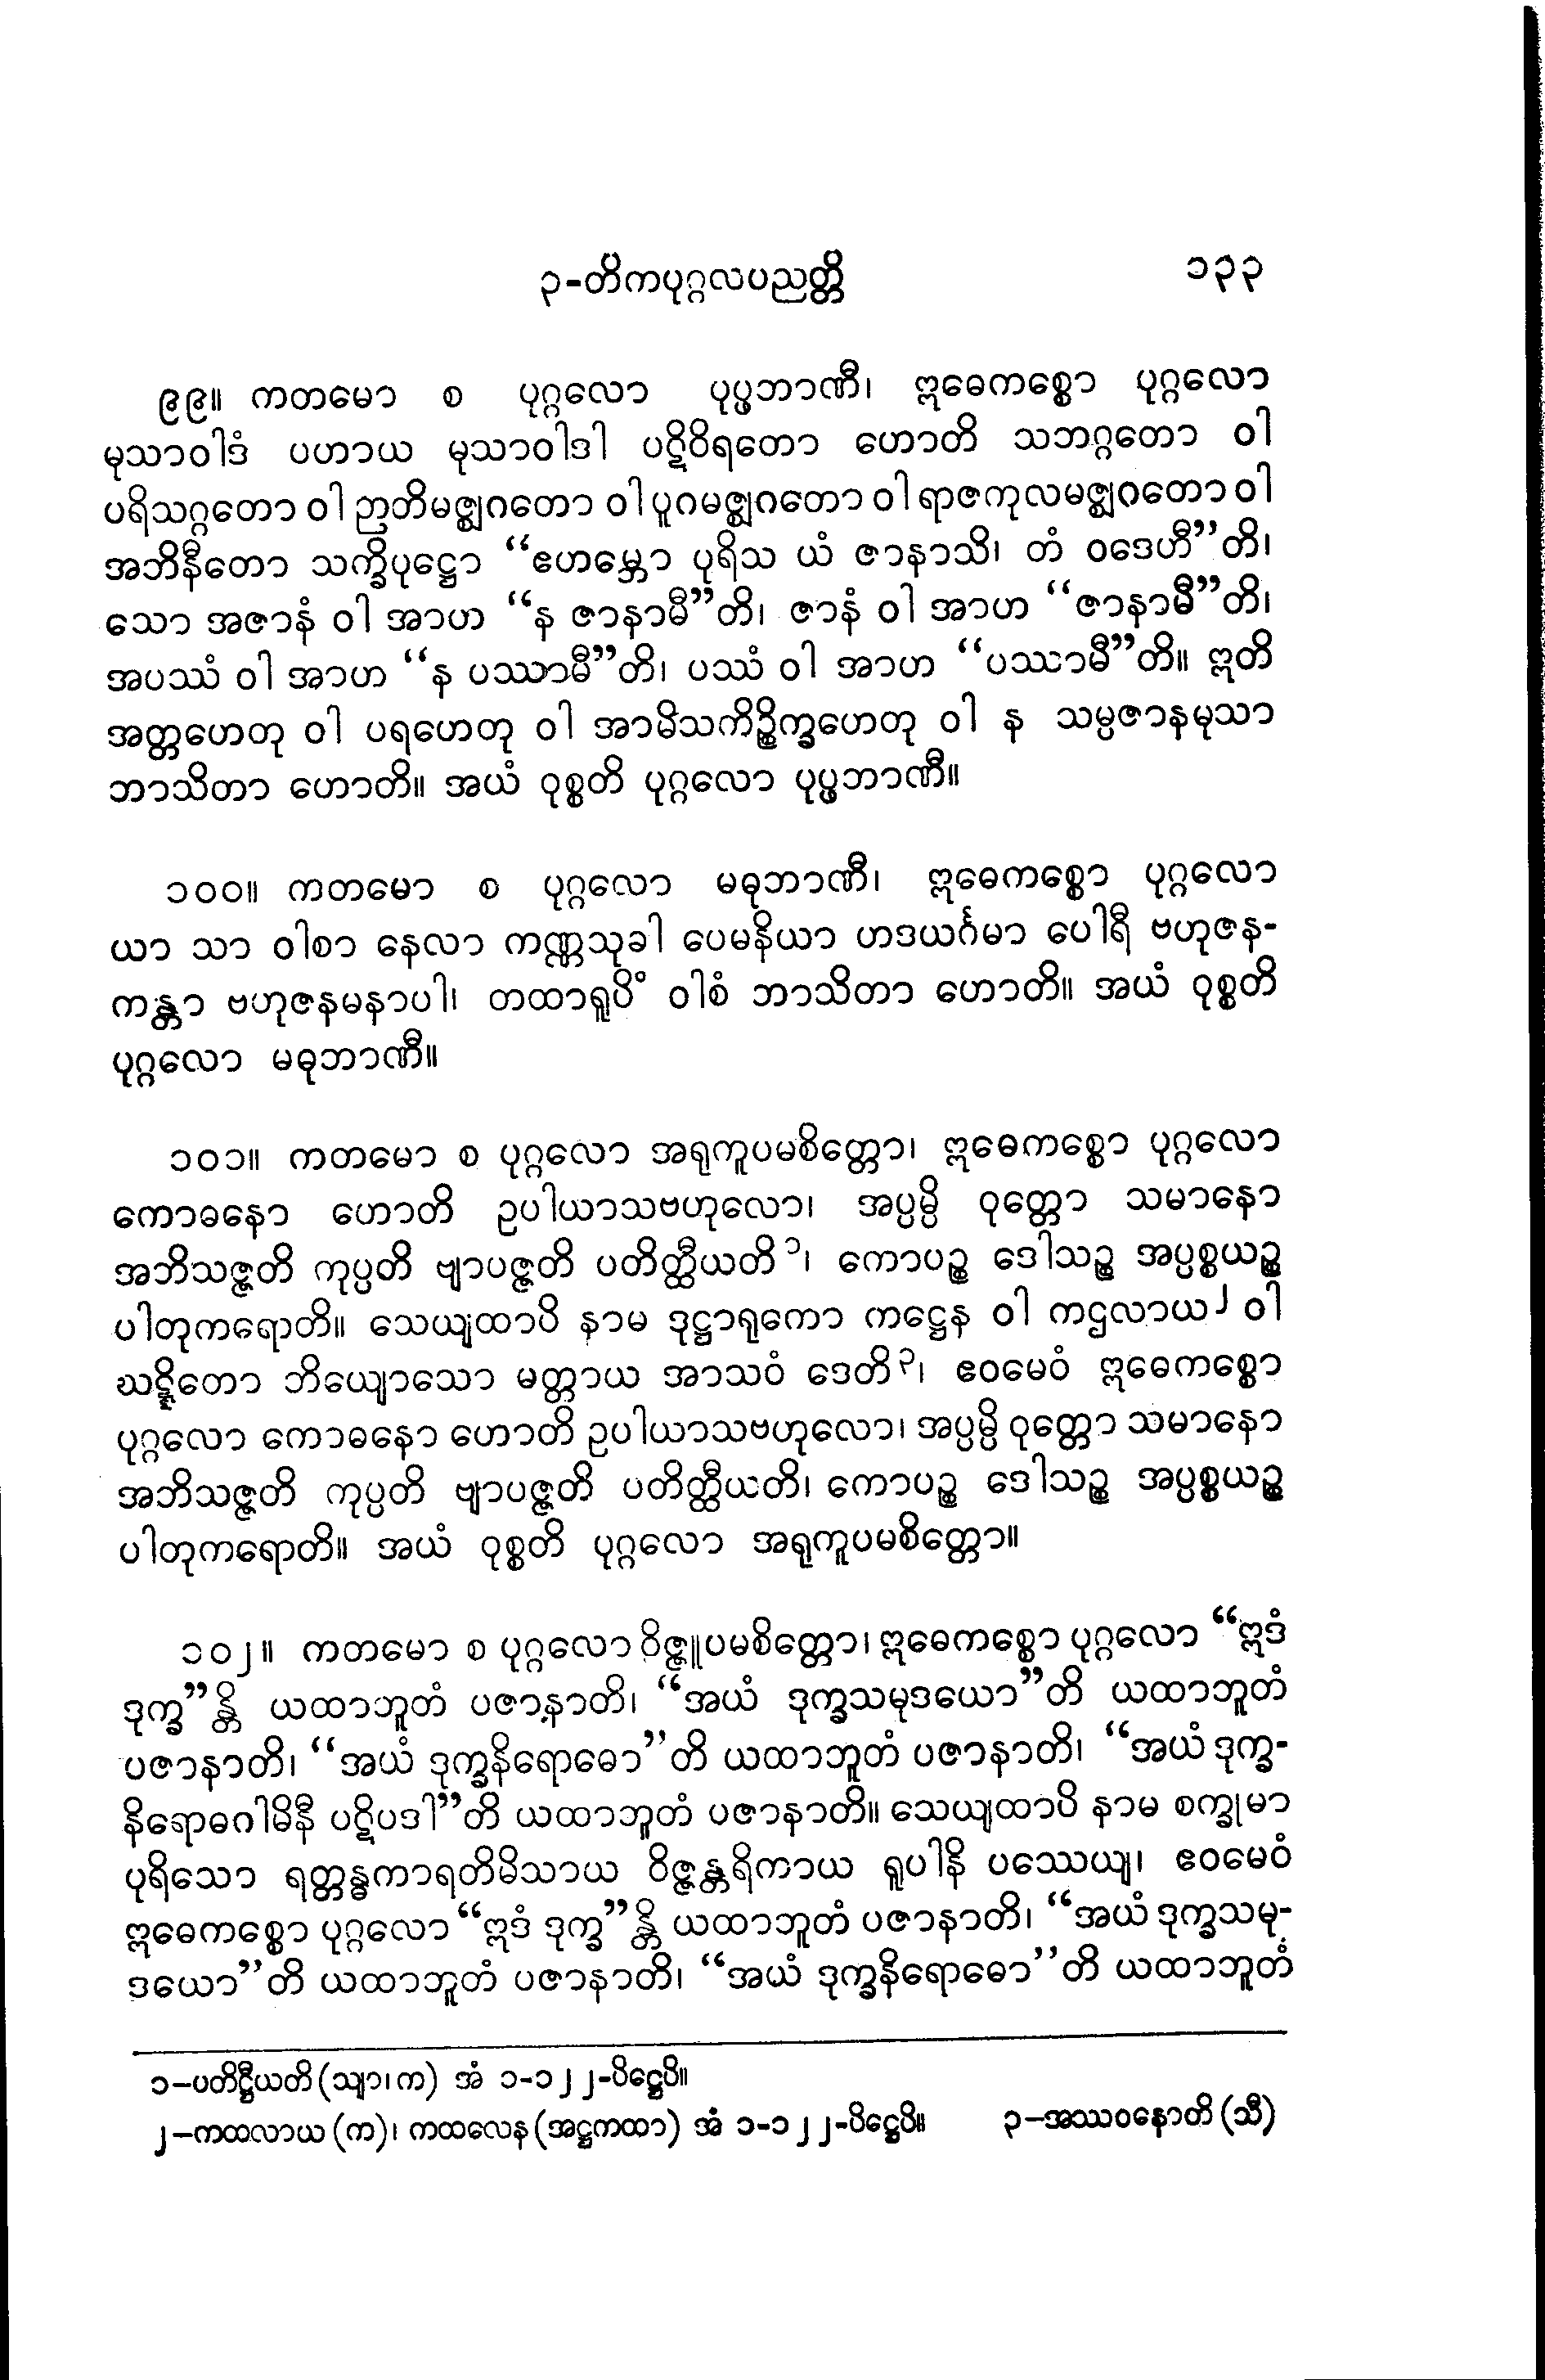 ၃-တိကပုဂ္ဂလပညတ္တိ ၁၃၃
၉၉။ ကတမော စ ပုဂ္ဂလော ပုပ္ဖဘာဏီ၊ ဣဓေကစ္စော ပုဂ္ဂလော
မုသာဝါဒံ ပဟာယ မုသာဝါဒါ ပဋိဝိရတော ဟောတိ သဘဂ္ဂတော ဝါ
ပရိသဂ္ဂတော ဝါ ဉာတိမဇ္ဈဂတော ဝါ ပူဂမဇ္ဈဂတော ဝါ ရာဇကုလမဇ္ဈဂတော ဝါ
အဘိနီတော သက္ခိပုဋ္ဌော “ဧဟမ္ဘော ပုရိသ ယံ ဇာနာသိ၊ တံ ဝဒေဟီ”တိ၊
သော အဇာနံ ဝါ အာဟ “န ဇာနာမီ”တိ၊ ဇာနံ ဝါ အာဟ “ဇာနာမီ”တိ၊
အပဿံ ဝါ အာဟ “န ပဿာမီ”တိ၊ ပဿံ ဝါ အာဟ “ပဿာမီ”တိ။ ဣတိ
အတ္တဟေတု ဝါ ပရဟေတု ဝါ အာမိသကိဉ္စိက္ခဟေတု ဝါ န သမ္ပဇာနမုသာ
ဘာသိတာ ဟောတိ။ အယံ ဝုစ္စတိ ပုဂ္ဂလော ပုပ္ဖဘာဏီ။
၁၀၀။ ကတမော စ ပုဂ္ဂလော မဓုဘာဏီ၊ ဣဓေကစ္စော ပုဂ္ဂလော
ယာ သာ ဝါစာ နေလာ ကဏ္ဏသုခါ ပေမနိယာ ဟဒယင်္ဂမာ ပေါရီ ဗဟုဇန-
ကန္တာ ဗဟုဇနမနာပါ၊ တထာရူပိံ ဝါစံ ဘာသိတာ ဟောတိ။ အယံ ဝုစ္စတိ
ပုဂ္ဂလော မဓုဘာဏီ။
၁၀၁။ ကတမော စ ပုဂ္ဂလော အရုကူပမစိတ္တော၊ ဣဓေကစ္စော ပုဂ္ဂလော
ကောဓနော ဟောတိ ဥပါယာသဗဟုလော၊ အပ္ပမ္ပိ ဝုတ္တော သမာနော
အဘိသဇ္ဇတိ ကုပ္ပတိ ဗျာပဇ္ဇတိ ပတိတ္ထီယတိ၁၊ ကောပဉ္စ ဒေါသဉ္စ အပ္ပစ္စယဉ္စ
ပါတုကရောတိ။ သေယျထာပိ နာမ ဒုဋ္ဌာရုကော ကဋ္ဌေန ဝါ ကဌလာယ၂ ဝါ
ဃဋ္ဋိတော ဘိယျောသော မတ္တာယ အာသဝံ ဒေတိ၃၊ ဧဝမေဝံ ဣဓေကစ္စော
ပုဂ္ဂလော ကောဓနော ဟောတိ ဥပါယာသဗဟုလော၊ အပ္ပမ္ပိ ဝုတ္တော သမာနော
အဘိသဇ္ဇတိ ကုပ္ပတိ ဗျာပဇ္ဇတိ ပတိတ္ထီယတိ၊ ကောပဉ္စ ဒေါသဉ္စ အပ္ပစ္စယဉ္စ
ပါတုကရောတိ။ အယံ ဝုစ္စတိ ပုဂ္ဂလော အရုကူပမစိတ္တော။
၁၀၂။ ကတမော စ ပုဂ္ဂလော ဝိဇ္ဇူပမစိတ္တော၊ ဣဓေကစ္စော ပုဂ္ဂလော “ဣဒံ
ဒုက္ခ”န္တိ ယထာဘူတံ ပဇာနာတိ၊ “အယံ ဒုက္ခသမုဒယော”တိ ယထာဘူတံ
ပဇာနာတိ၊ “အယံ ဒုက္ခနိရောဓော”တိ ယထာဘူတံ ပဇာနာတိ၊ “အယံ ဒုက္ခ-
နိရောဓဂါမိနီ ပဋိပဒါ”တိ ယထာဘူတံ ပဇာနာတိ။ သေယျထာပိ နာမ စက္ခုမာ
ပုရိသော ရတ္တန္ဓကာရတိမိသာယ ဝိဇ္ဇန္တရိကာယ ရူပါနိ ပဿေယျ၊ ဧဝမေဝံ
ဣဓေကစ္စော ပုဂ္ဂလော “ဣဒံ ဒုက္ခ”န္တိ ယထာဘူတံ ပဇာနာတိ၊ “အယံ ဒုက္ခသမု-
ဒယော”တိ ယထာဘူတံ ပဇာနာတိ၊ “အယံ ဒုက္ခနိရောဓော”တိ ယထာဘူတံ
၁—ပတိဋ္ဌီယတိ (သျာ၊ က) အံ ၁-၁၂၂-ပိဋ္ဌေပိ။
၂—ကထလာယ (က)၊ ကထလေန (အဋ္ဌကထာ) အံ ၁-၁၂၂-ပိဋ္ဌေပိ။ ၃—အဿဝနောတိ (သီ)